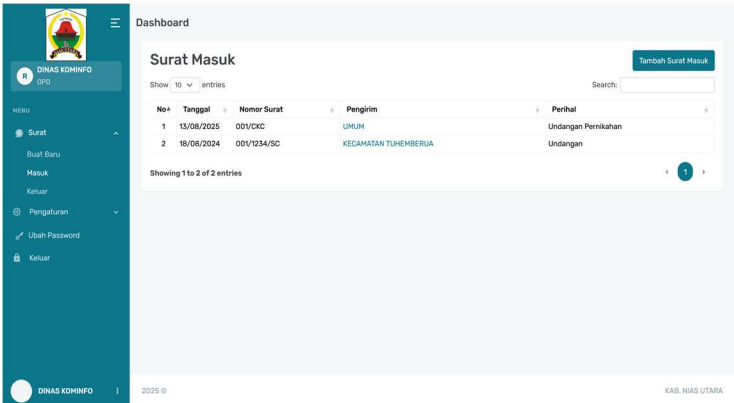 Dashboard
R
DINAS KOMINFO
OPD
MENU
Surat
Buat Baru
Masuk
Keluar
Pengaturan
Ubah Password
Keluar
DINAS KOMINFO
Surat Masuk
Tambah Surat Masuk
Show 10 entries
Search:
No Tanggal Nomor Surat Pengirim Perihal
1 13/08/2025 001/CKC UMUM Undangan Pernikahan
2 18/08/2024 001/1234/SC KECAMATAN TUHEMBERUA Undangan
Showing 1 to 2 of 2 entries
‹ 1 ›
2025 ©
KAB. NIAS UTARA